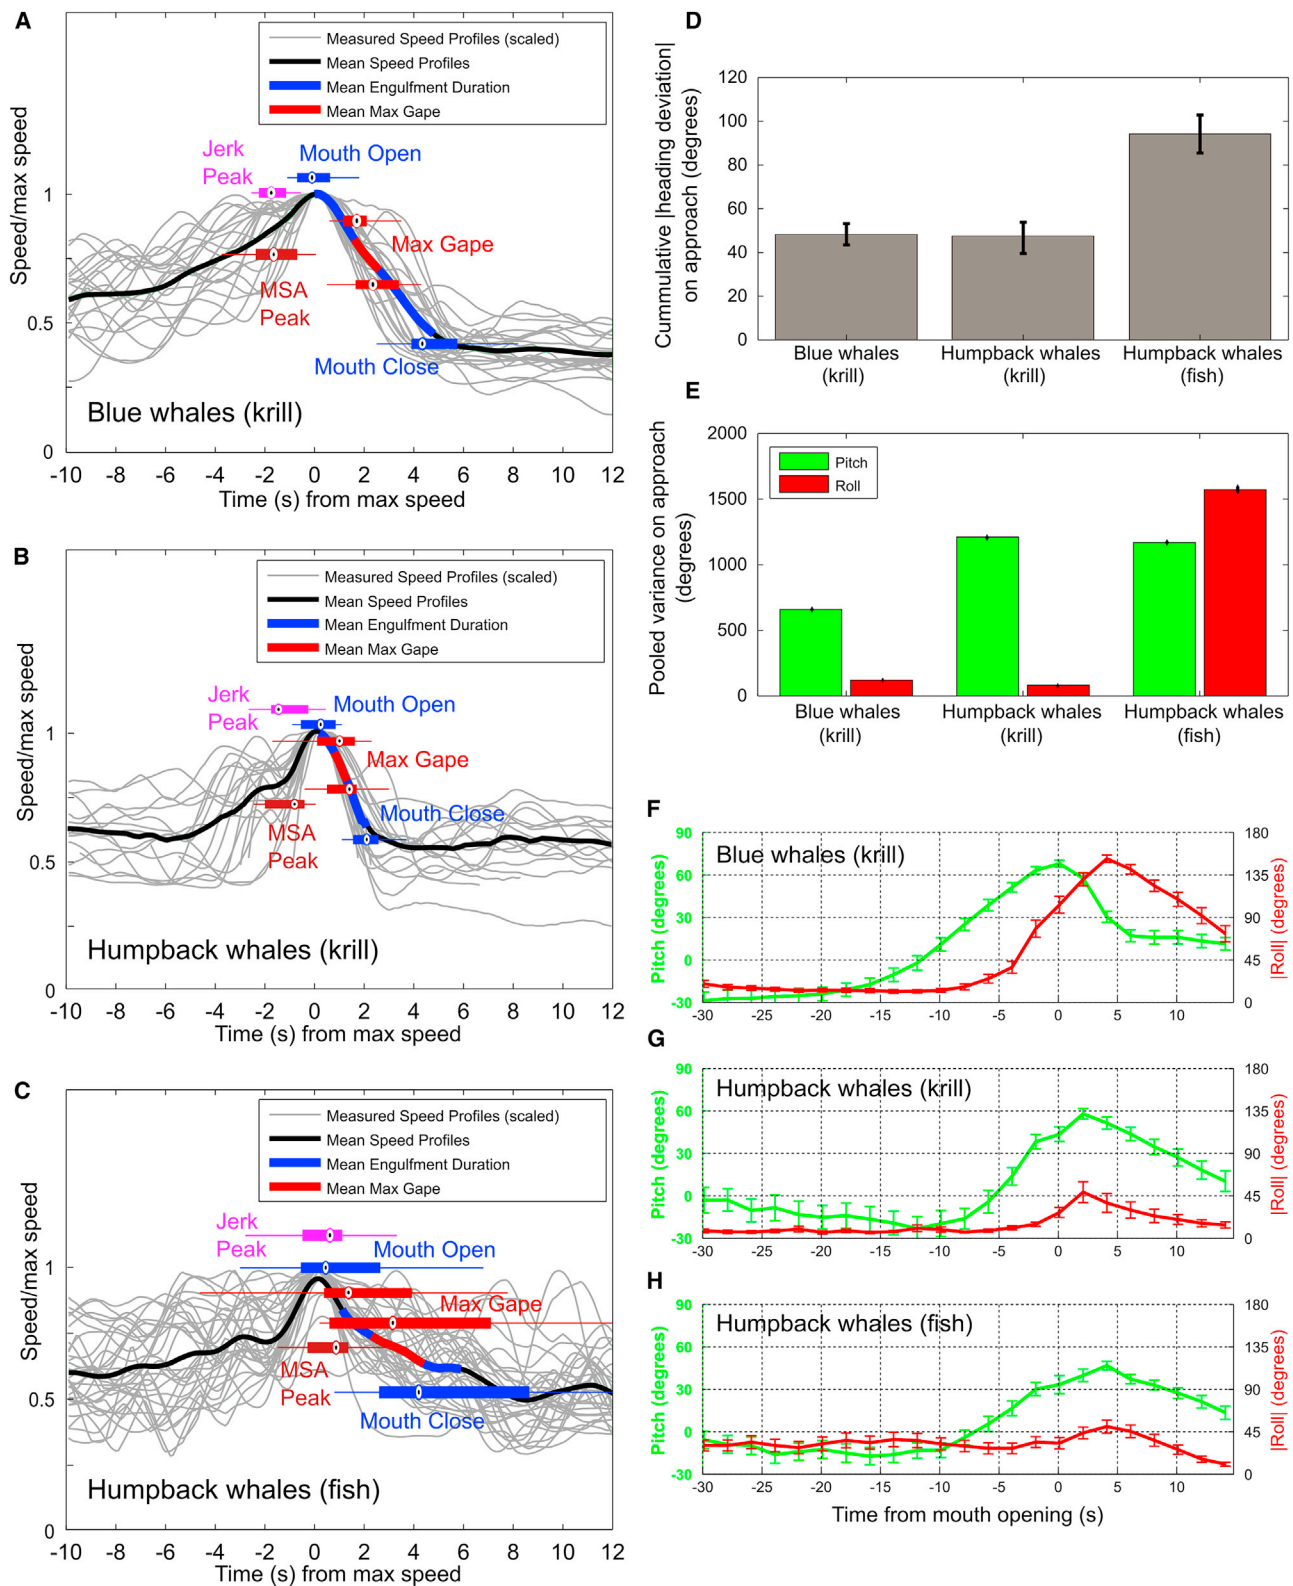 A
Measured Speed Profiles (scaled)
Mean Speed Profiles
Mean Engulfment Duration
Mean Max Gape
Speed/max speed
1
0.5
0
Jerk
Peak
Mouth Open
Max Gape
MSA
Peak
Mouth Close
Blue whales (krill)
-10 -8 -6 -4 -2 0 2 4 6 8 10 12
Time (s) from max speed
B
Measured Speed Profiles (scaled)
Mean Speed Profiles
Mean Engulfment Duration
Mean Max Gape
Speed/max speed
1
0.5
0
Jerk
Peak
Mouth Open
Max Gape
MSA
Peak
Mouth Close
Humpback whales (krill)
-10 -8 -6 -4 -2 0 2 4 6 8 10 12
Time (s) from max speed
C
Measured Speed Profiles (scaled)
Mean Speed Profiles
Mean Engulfment Duration
Mean Max Gape
Speed/max speed
1
0.5
0
Jerk
Peak
Mouth Open
Max Gape
MSA
Peak
Mouth Close
Humpback whales (fish)
-10 -8 -6 -4 -2 0 2 4 6 8 10 12
Time (s) from max speed
D
Cummulative |heading deviation|
on approach (degrees)
120
100
80
60
40
20
0
Blue whales Humpback whales Humpback whales
(krill) (krill) (fish)
E
Pooled variance on approach
(degrees)
2000
1500
1000
500
0
Pitch
Roll
Blue whales Humpback whales Humpback whales
(krill) (krill) (fish)
F
Blue whales (krill)
Pitch (degrees)
90
60
30
0
-30
|Roll| (degrees)
180
135
90
45
0
-30 -25 -20 -15 -10 -5 0 5 10
G
Humpback whales (krill)
Pitch (degrees)
90
60
30
0
-30
|Roll| (degrees)
180
135
90
45
0
-30 -25 -20 -15 -10 -5 0 5 10
H
Humpback whales (fish)
Pitch (degrees)
90
60
30
0
-30
|Roll| (degrees)
180
135
90
45
0
-30 -25 -20 -15 -10 -5 0 5 10
Time from mouth opening (s)